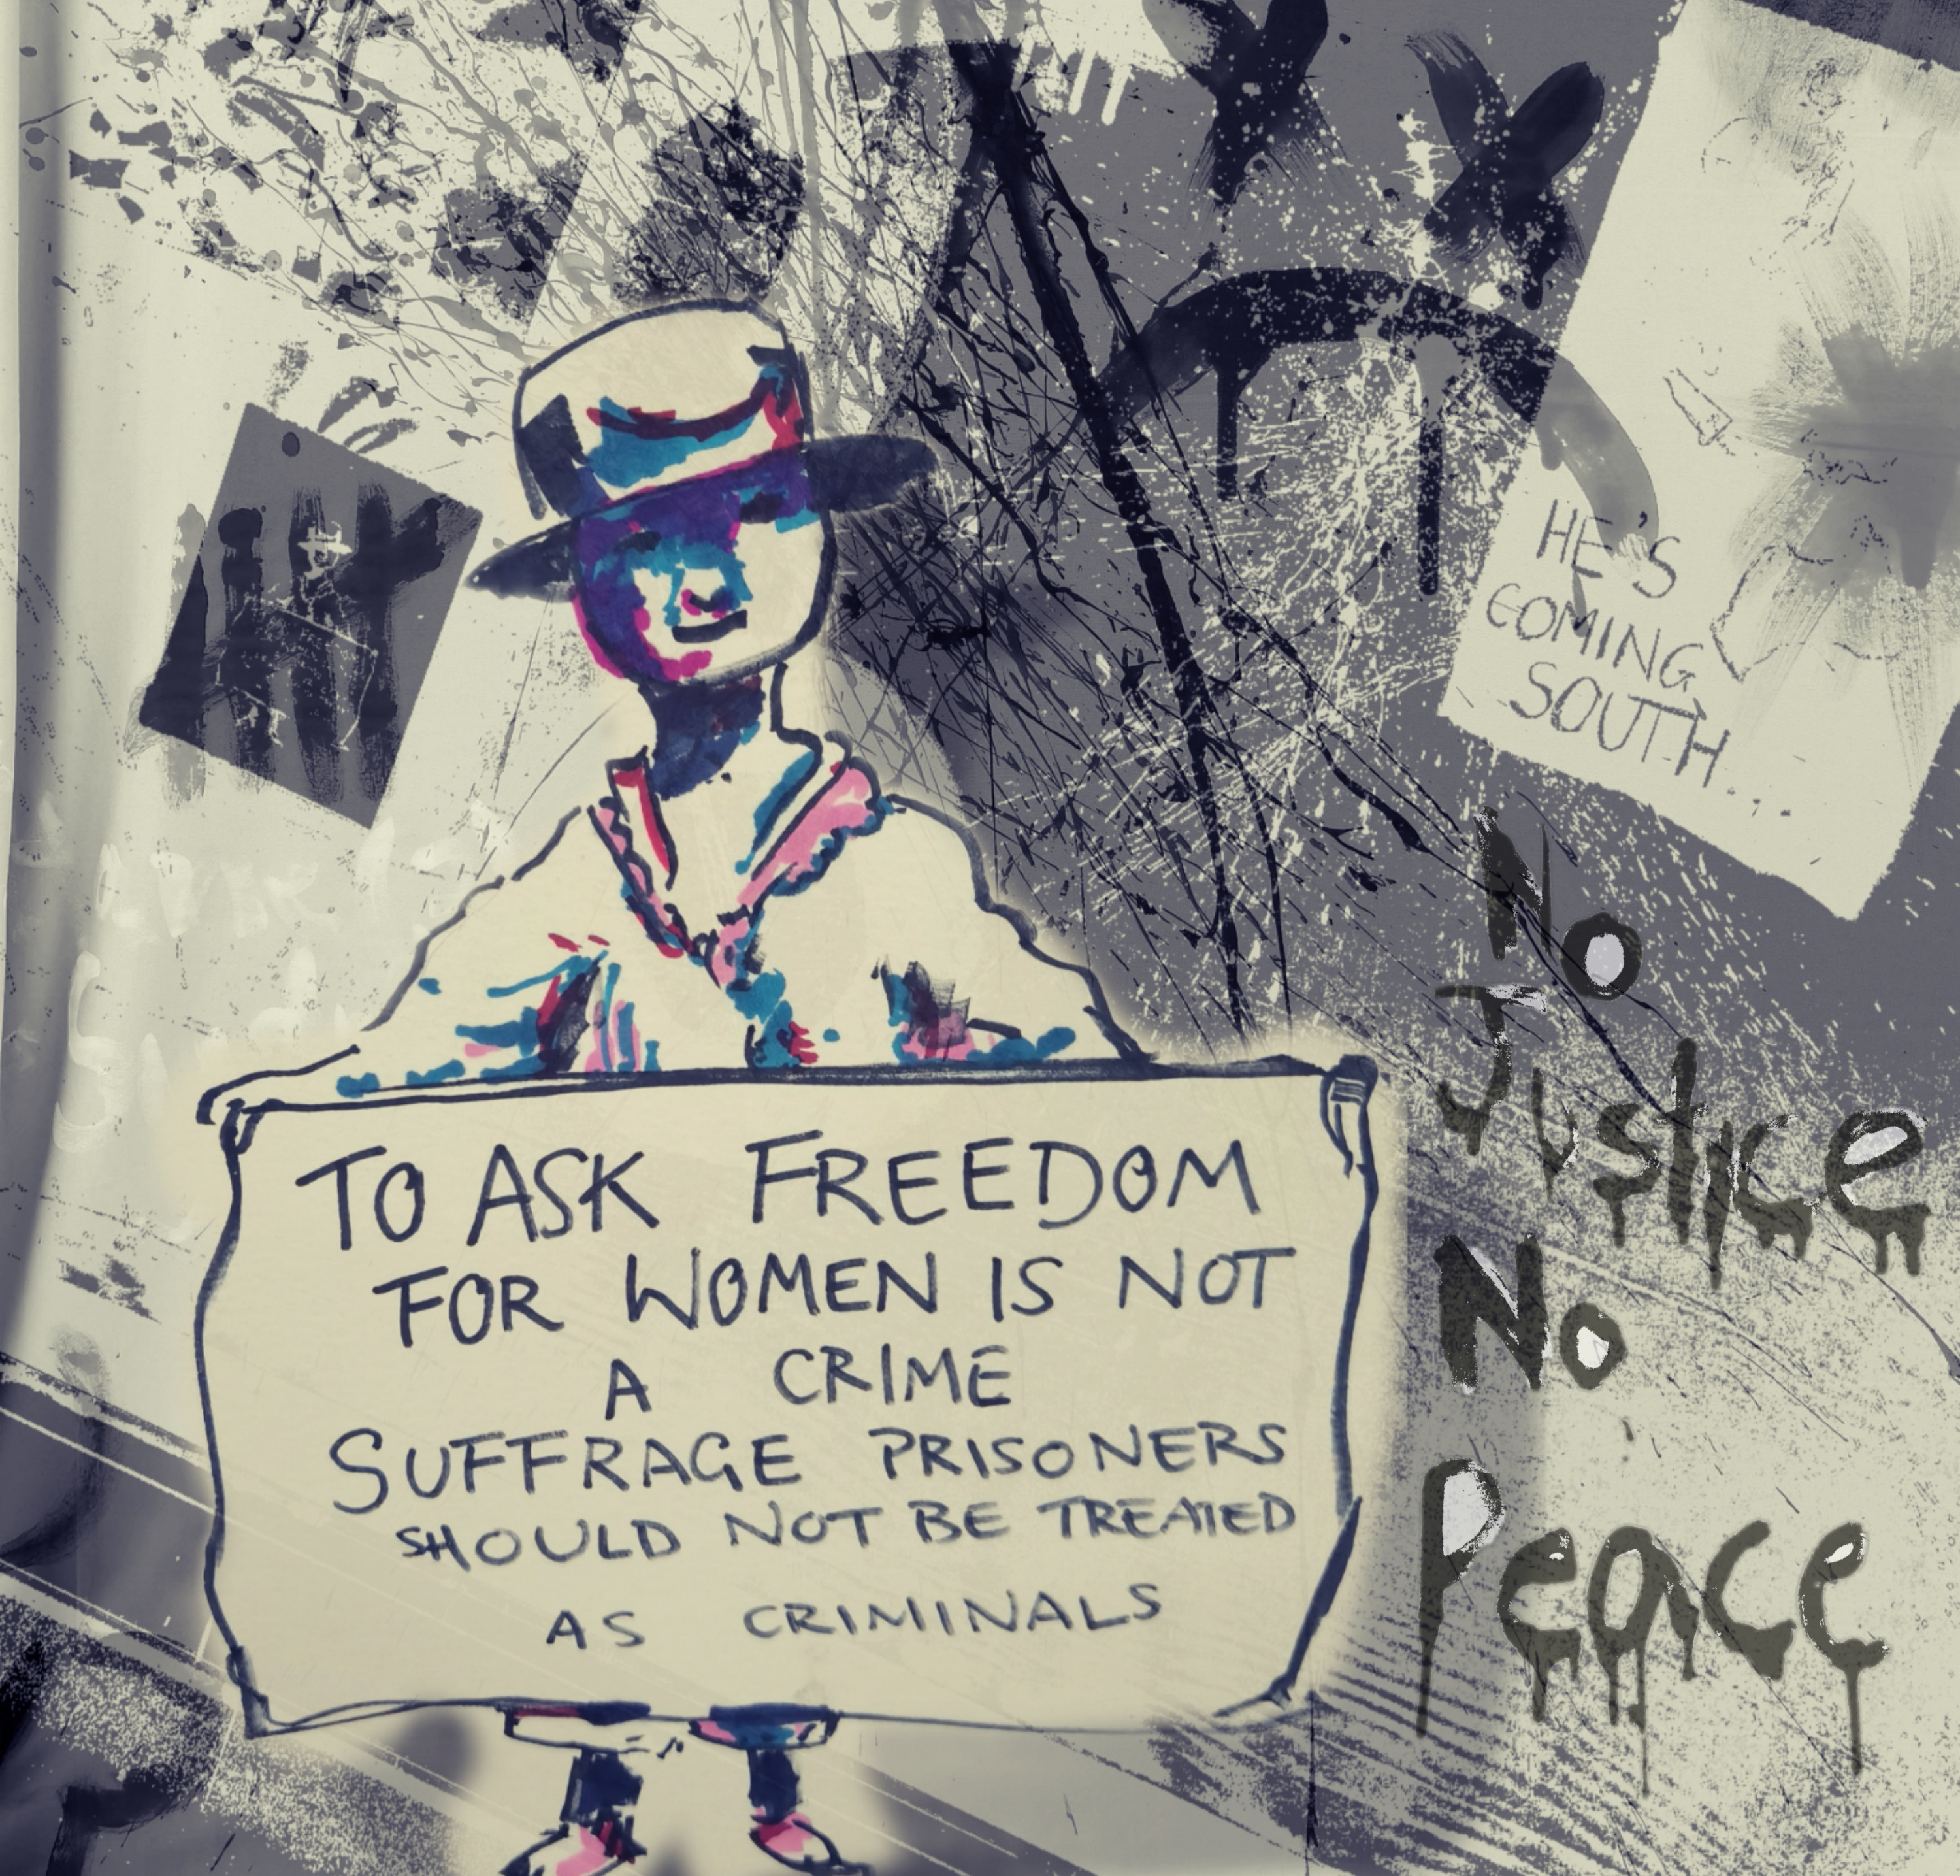 HE'S
COMING
SOUTH...
No
Justice
No
Peace
TO ASK FREEDOM
FOR WOMEN IS NOT
A CRIME
SUFFRAGE PRISONERS
SHOULD NOT BE TREATED
AS CRIMINALS